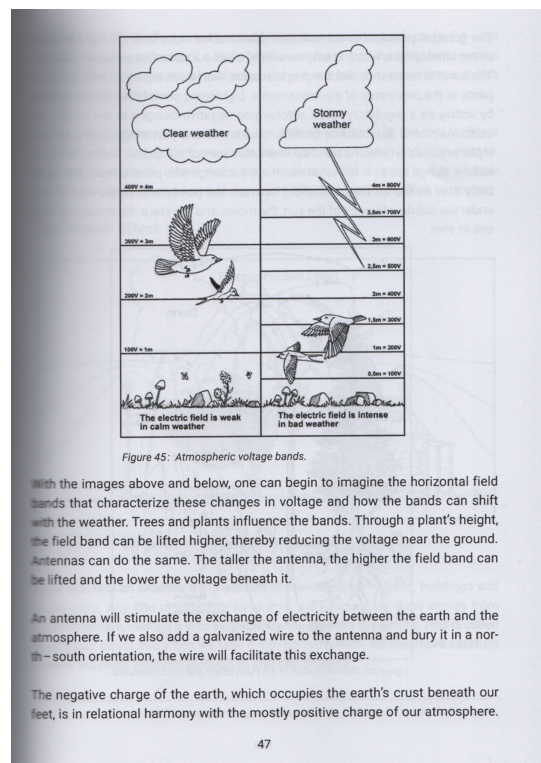 Clear weather
Stormy
weather
400V = 4m
4m = 800V
3,5m = 700V
300V = 3m
3m = 600V
2,5m = 500V
200V = 2m
2m = 400V
1,5m = 300V
100V = 1m
1m = 200V
0,5m = 100V
The electric field is weak
in calm weather
The electric field is intense
in bad weather
Figure 45: Atmospheric voltage bands.
With the images above and below, one can begin to imagine the horizontal field
bands that characterize these changes in voltage and how the bands can shift
with the weather. Trees and plants influence the bands. Through a plant's height,
the field band can be lifted higher, thereby reducing the voltage near the ground.
Antennas can do the same. The taller the antenna, the higher the field band can
be lifted and the lower the voltage beneath it.
An antenna will stimulate the exchange of electricity between the earth and the
atmosphere. If we also add a galvanized wire to the antenna and bury it in a nor-
th–south orientation, the wire will facilitate this exchange.
The negative charge of the earth, which occupies the earth's crust beneath our
feet, is in relational harmony with the mostly positive charge of our atmosphere.
47